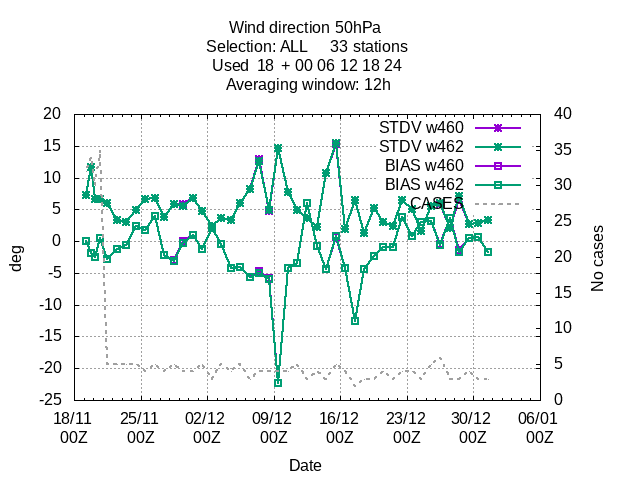 Wind direction 50hPa
Selection: ALL 33 stations
Used 18 + 00 06 12 18 24
Averaging window: 12h
20 40
STDV w460
15 35
STDV w462
10 BIAS w460 30
BIAS w462
5 CASES 25
0 20
-5
-10 15
-15 10
-20 5
-25 0
deg
No cases
18/11 25/11 02/12 09/12 16/12 23/12 30/12 06/01
00Z 00Z 00Z 00Z 00Z 00Z 00Z 00Z
Date